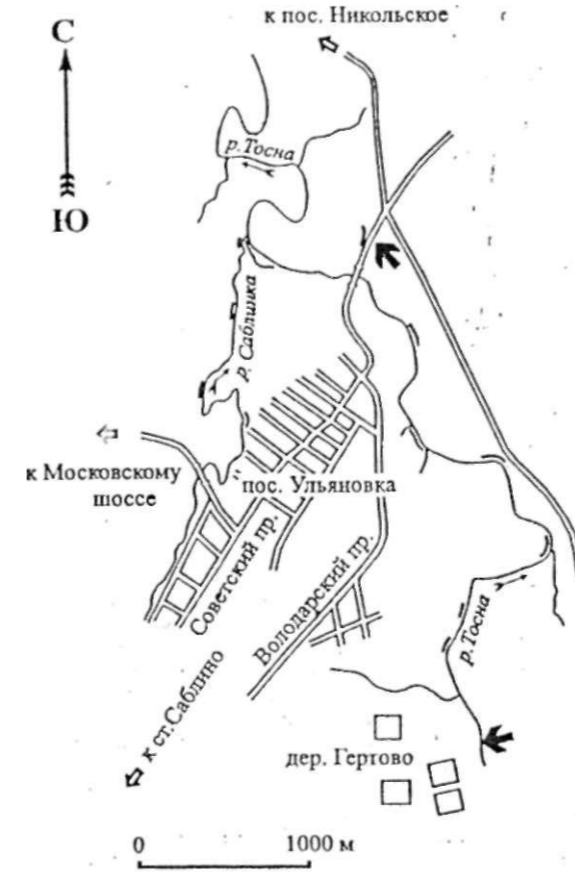 к пос. Никольское
С
р. Тосна
Ю
р. Саблинка
к Московскому
шоссе
пос. Ульяновка
Советский пр.
Володарский пр.
р. Тосна
к ст. Саблино
дер. Гертово
0 1000 м